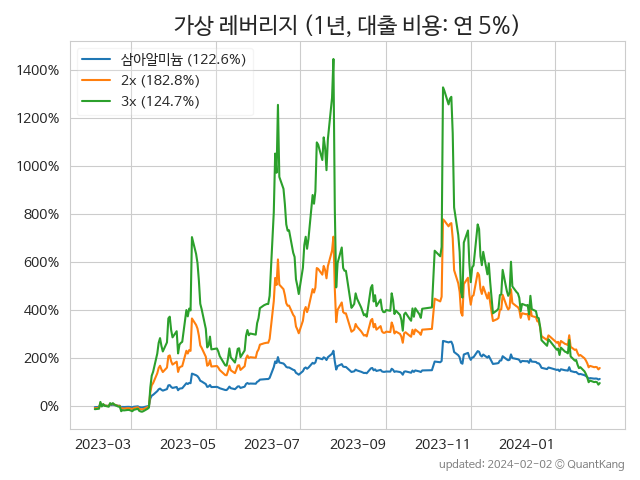 가상 레버리지 (1년, 대출 비용: 연 5%)
삼아알미늄 (122.6%)
2x (182.8%)
3x (124.7%)
1400%
1200%
1000%
800%
600%
400%
200%
0%
2023-03 2023-05 2023-07 2023-09 2023-11 2024-01
updated: 2024-02-02 © QuantKang